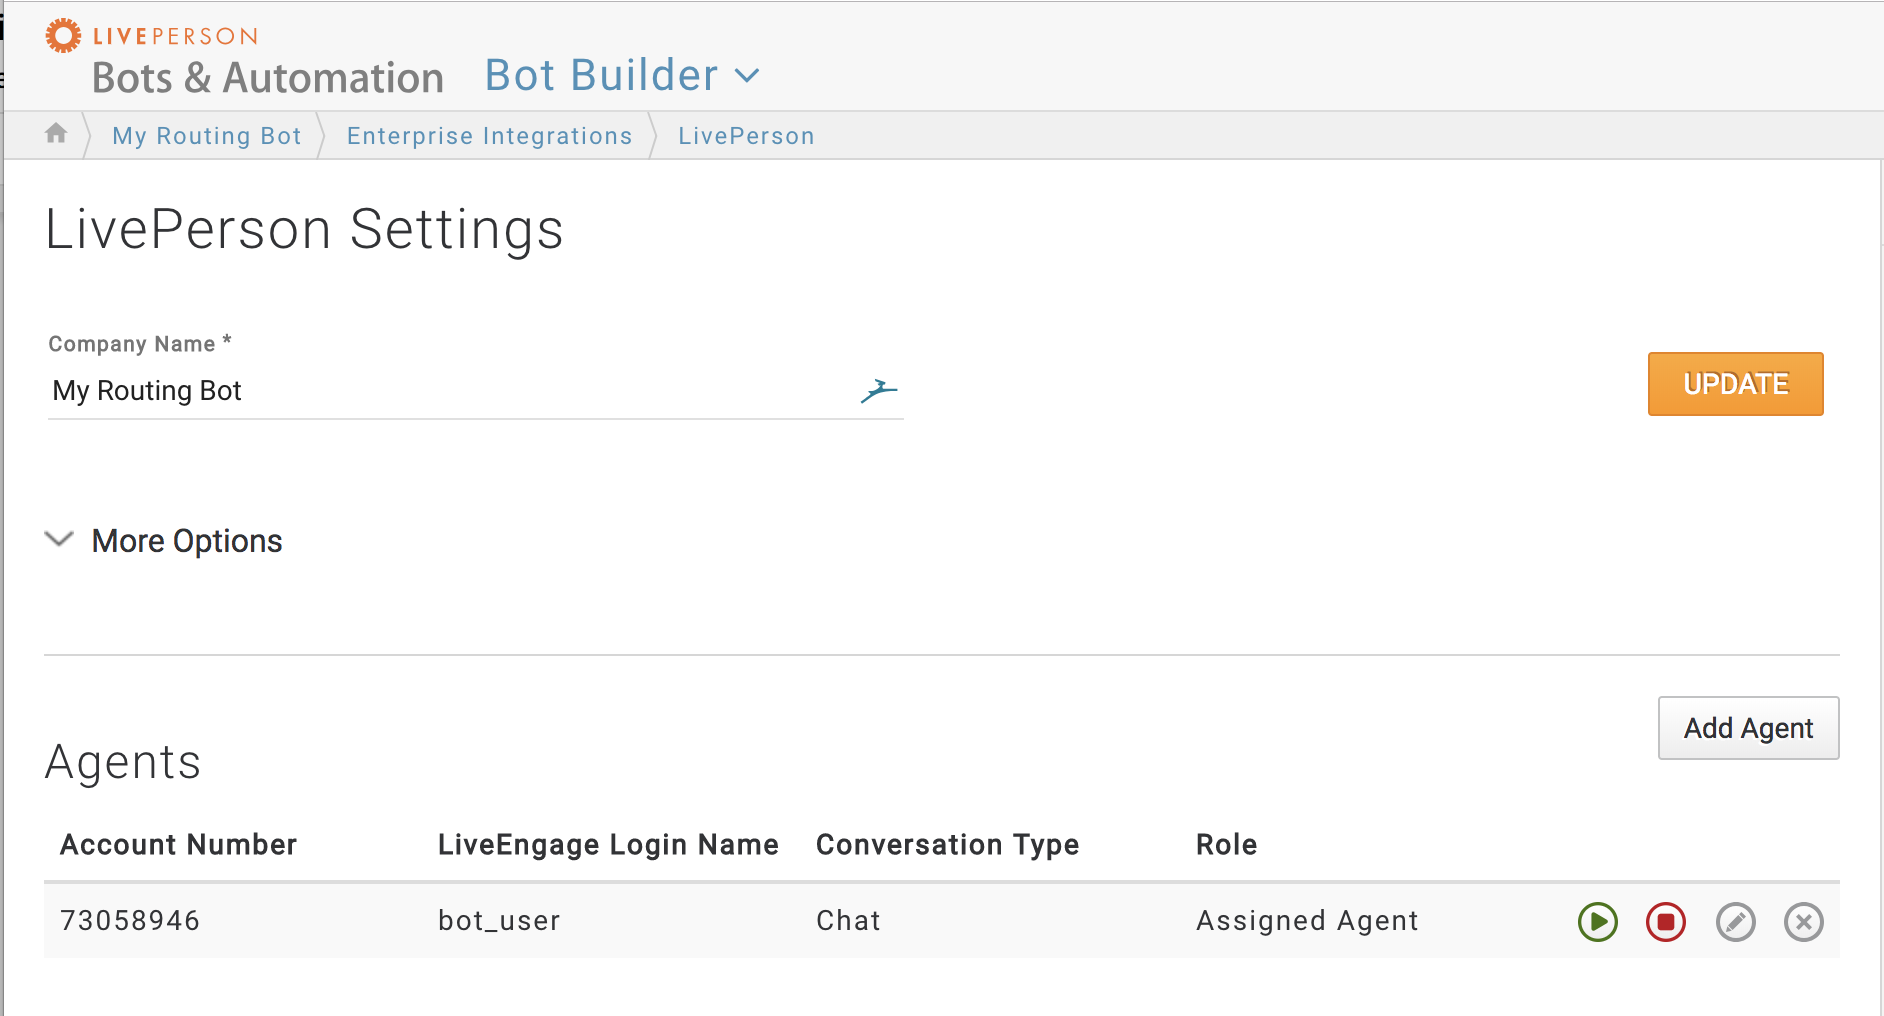 LIVEPERSON
Bots & Automation Bot Builder
My Routing Bot Enterprise Integrations LivePerson
LivePerson Settings
Company Name *
My Routing Bot
UPDATE
More Options
Add Agent
Agents
Account Number LiveEngage Login Name Conversation Type Role
73058946 bot_user Chat Assigned Agent